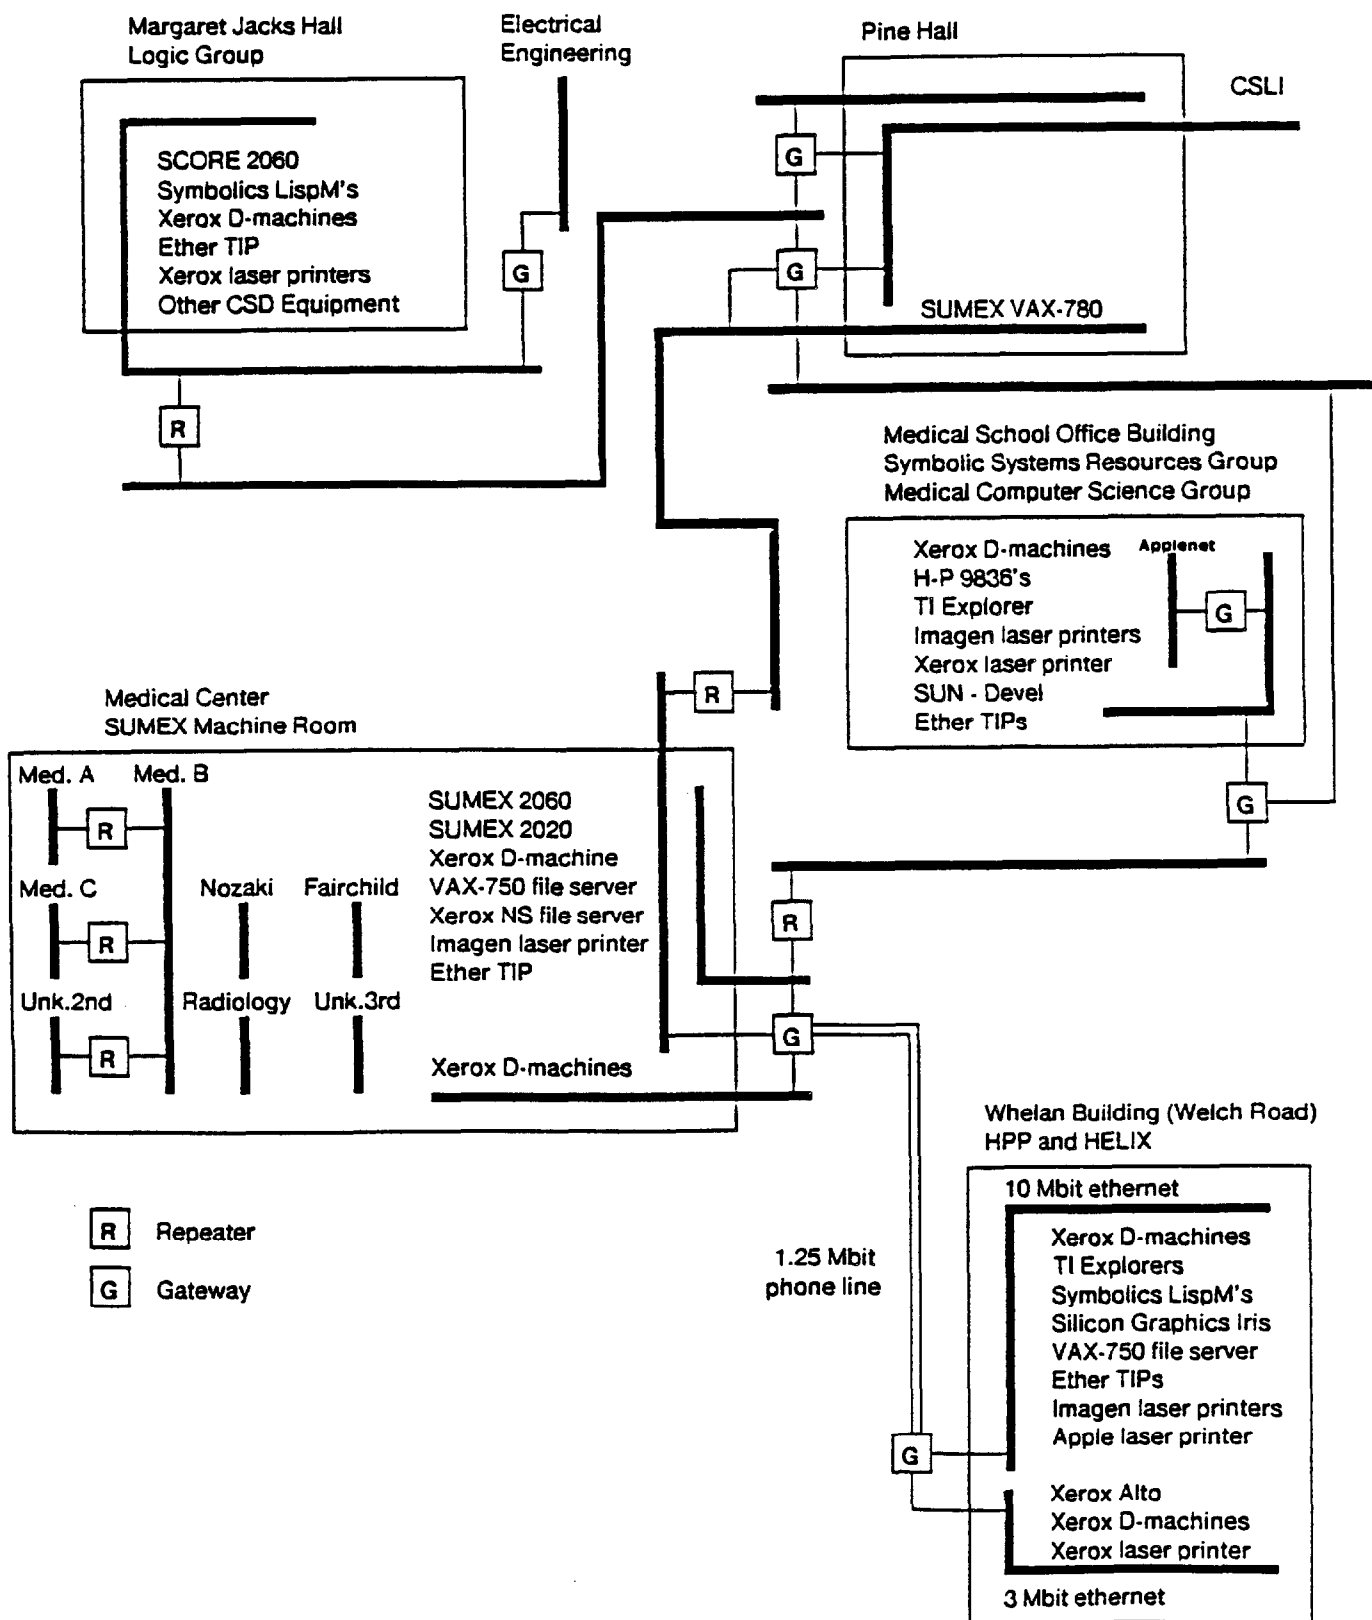 Margaret Jacks Hall
Logic Group
SCORE 2060
Symbolics LispM's
Xerox D-machines
Ether TIP
Xerox laser printers
Other CSD Equipment
Electrical
Engineering
G
R
Pine Hall
CSLI
G
G
SUMEX VAX-780
Medical School Office Building
Symbolic Systems Resources Group
Medical Computer Science Group
Xerox D-machines
H-P 9836's
TI Explorer
Imagen laser printers
Xerox laser printer
SUN - Devel
Ether TIPs
Applenet
G
G
R
R
Medical Center
SUMEX Machine Room
Med. A
Med. B
R
Med. C
R
Unk.2nd
R
Nozaki
Fairchild
Radiology
Unk.3rd
SUMEX 2060
SUMEX 2020
Xerox D-machine
VAX-750 file server
Xerox NS file server
Imagen laser printer
Ether TIP
Xerox D-machines
G
R
Repeater
G
Gateway
1.25 Mbit
phone line
Whelan Building (Welch Road)
HPP and HELIX
10 Mbit ethernet
Xerox D-machines
TI Explorers
Symbolics LispM's
Silicon Graphics Iris
VAX-750 file server
Ether TIPs
Imagen laser printers
Apple laser printer
G
Xerox Alto
Xerox D-machines
Xerox laser printer
3 Mbit ethernet